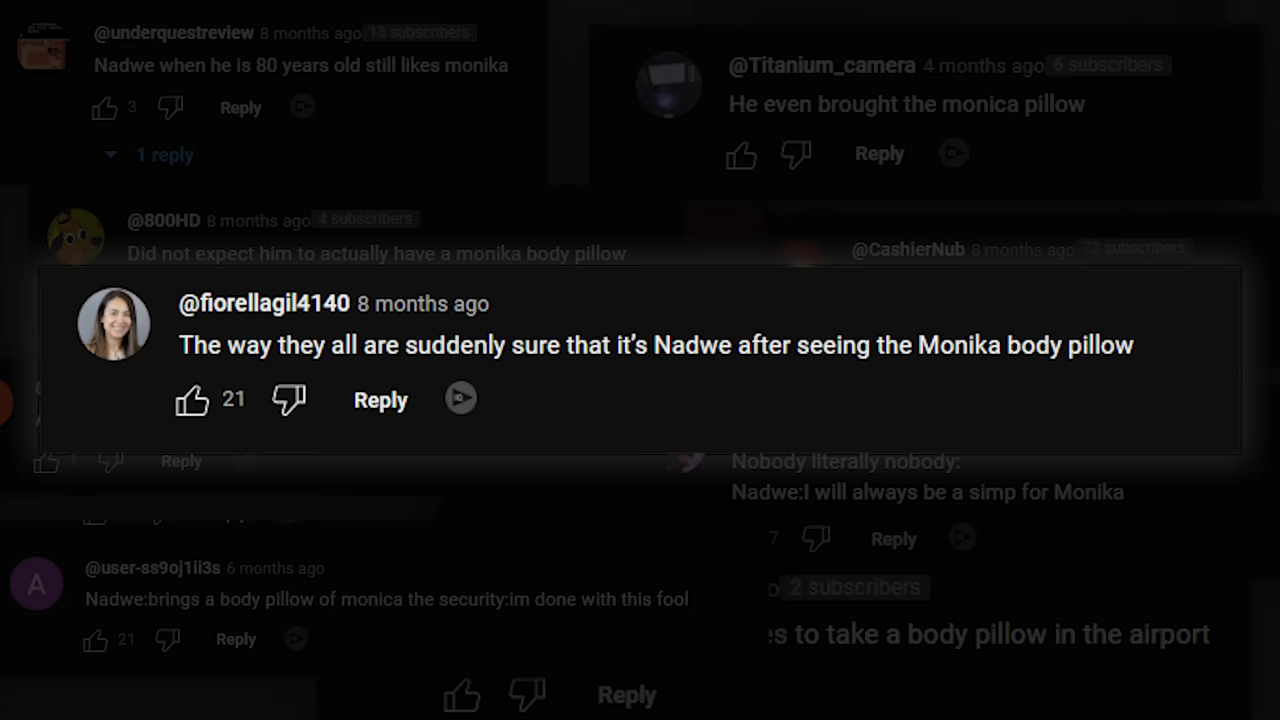 @underquestreview 8 months ago 15 subscribers
Nadwe when he is 80 years old still likes monika
3 Reply
1 reply
@Titanium_camera 4 months ago 6 subscribers
He even brought the monica pillow
Reply
@800HD 8 months ago 4 subscribers
Did not expect him to actually have a monika body pillow
@CashierNub 8 months ago 72 subscribers
@fiorellagil4140 8 months ago
The way they all are suddenly sure that it's Nadwe after seeing the Monika body pillow
21 Reply
1 Reply
Nobody literally nobody:
Nadwe:I will always be a simp for Monika
7 Reply
@user-ss9oj1ii3s 6 months ago
Nadwe:brings a body pillow of monica the security:im done with this fool
21 Reply
2 subscribers
to take a body pillow in the airport
Reply
A